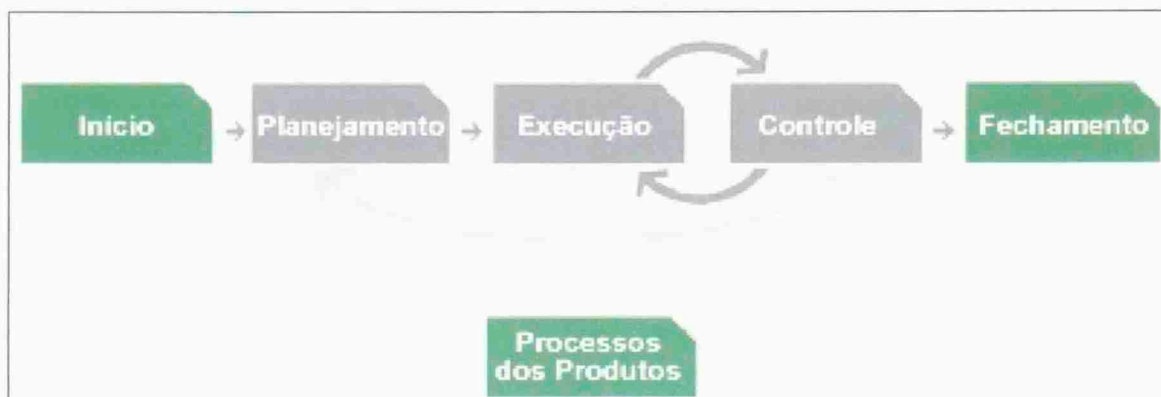 Início
Planejamento
Execução
Controle
Fechamento
Processos
dos Produtos